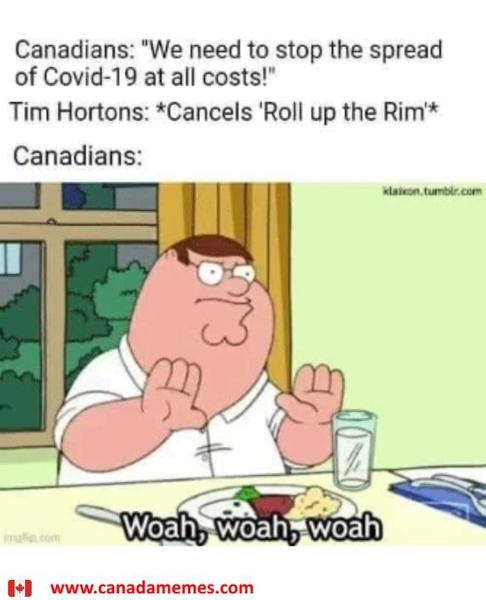 Canadians: "We need to stop the spread
of Covid-19 at all costs!"
Tim Hortons: *Cancels 'Roll up the Rim'*
Canadians:
klaixon.tumblr.com
Woah, woah, woah
imgflip.com
www.canadamemes.com